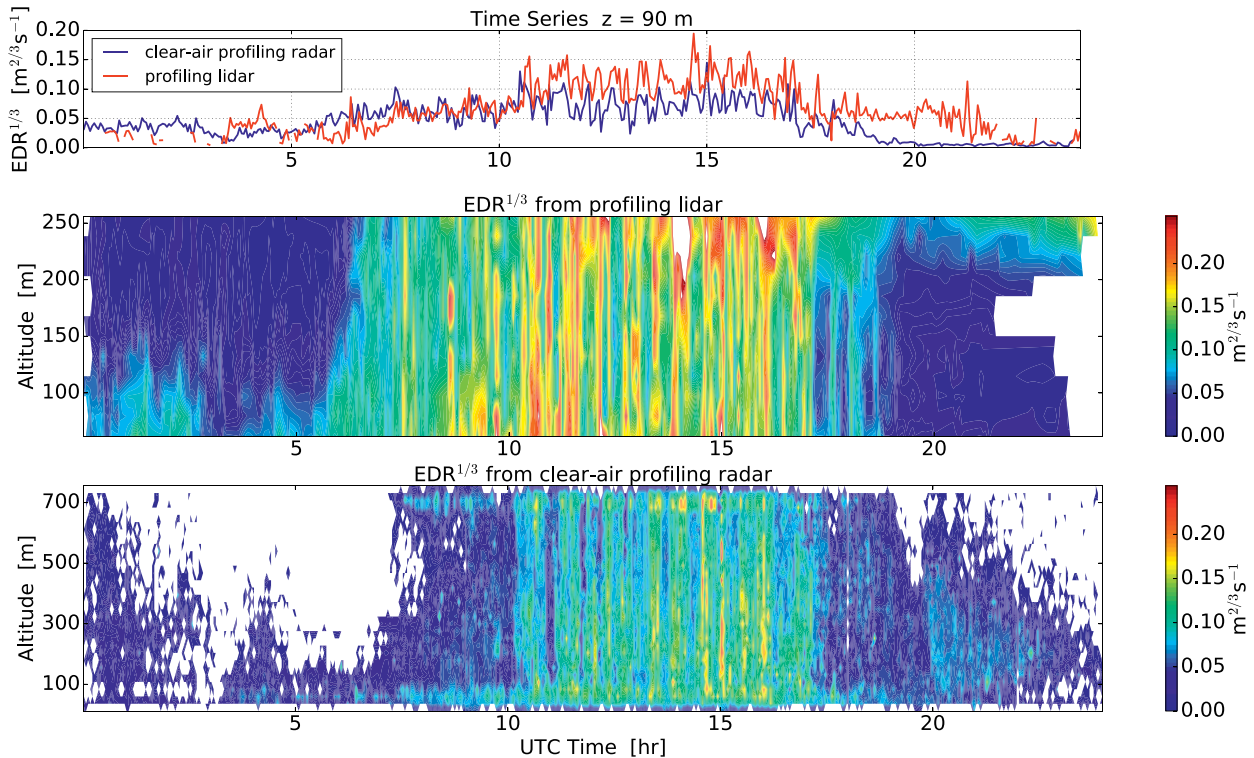 Time Series z = 90 m
EDR^{1/3} [m^{2/3}s^{-1}]
0.20
0.15
0.10
0.05
0.00
clear-air profiling radar
profiling lidar
5 10 15 20
EDR^{1/3} from profiling lidar
Altitude [m]
250
200
150
100
5 10 15 20
0.20
0.15
0.10
0.05
0.00
m^{2/3}s^{-1}
EDR^{1/3} from clear-air profiling radar
Altitude [m]
700
500
300
100
5 10 15 20
UTC Time [hr]
0.20
0.15
0.10
0.05
0.00
m^{2/3}s^{-1}